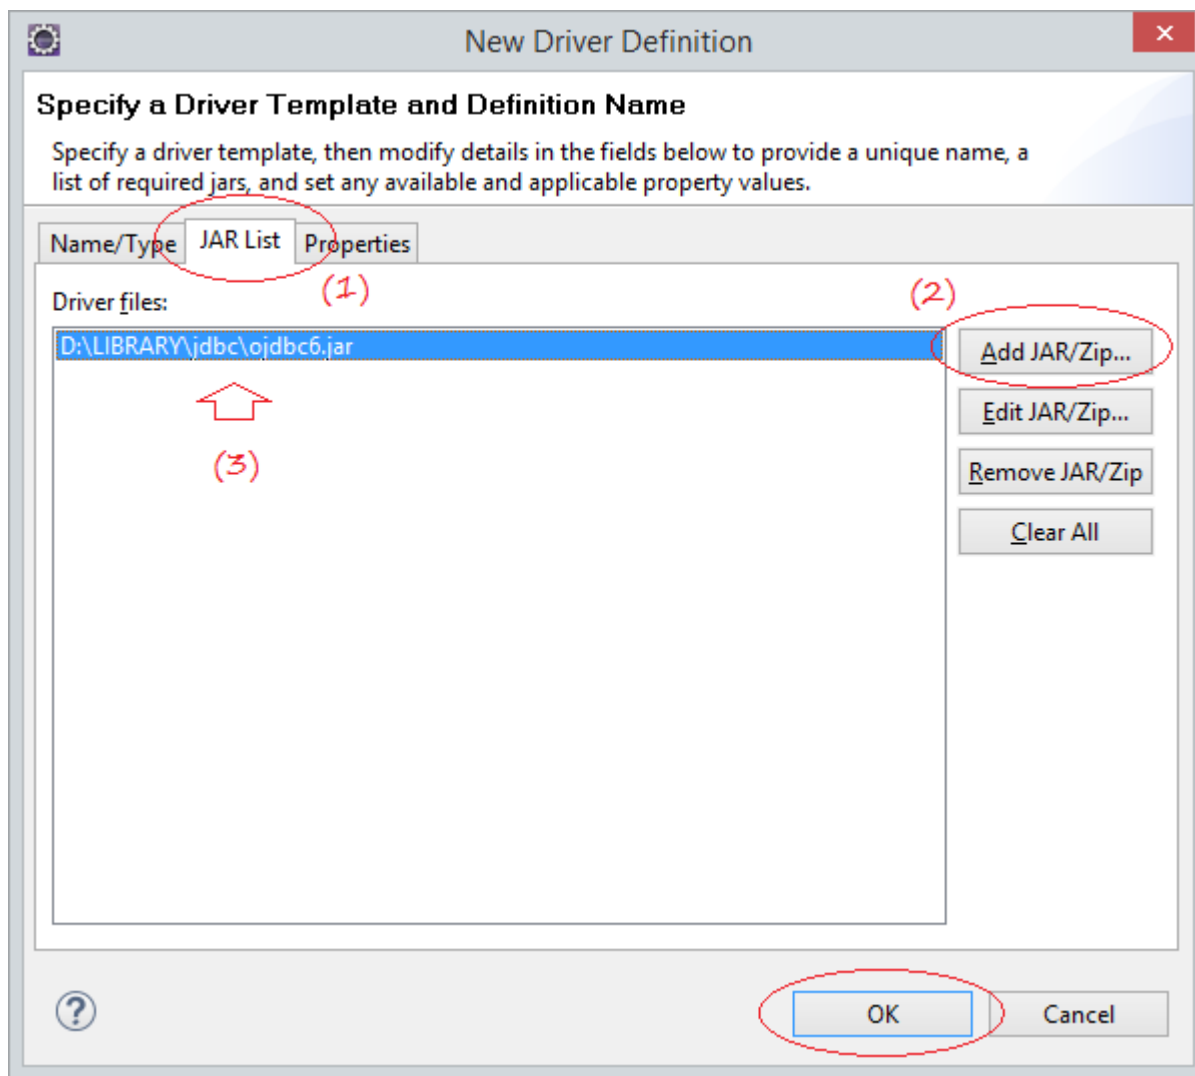 New Driver Definition
Specify a Driver Template and Definition Name
Specify a driver template, then modify details in the fields below to provide a unique name, a
list of required jars, and set any available and applicable property values.
Name/Type JAR List Properties
(1)
Driver files:
(2)
D:\LIBRARY\jdbc\ojdbc6.jar
Add JAR/Zip...
(3)
Edit JAR/Zip...
Remove JAR/Zip
Clear All
OK Cancel